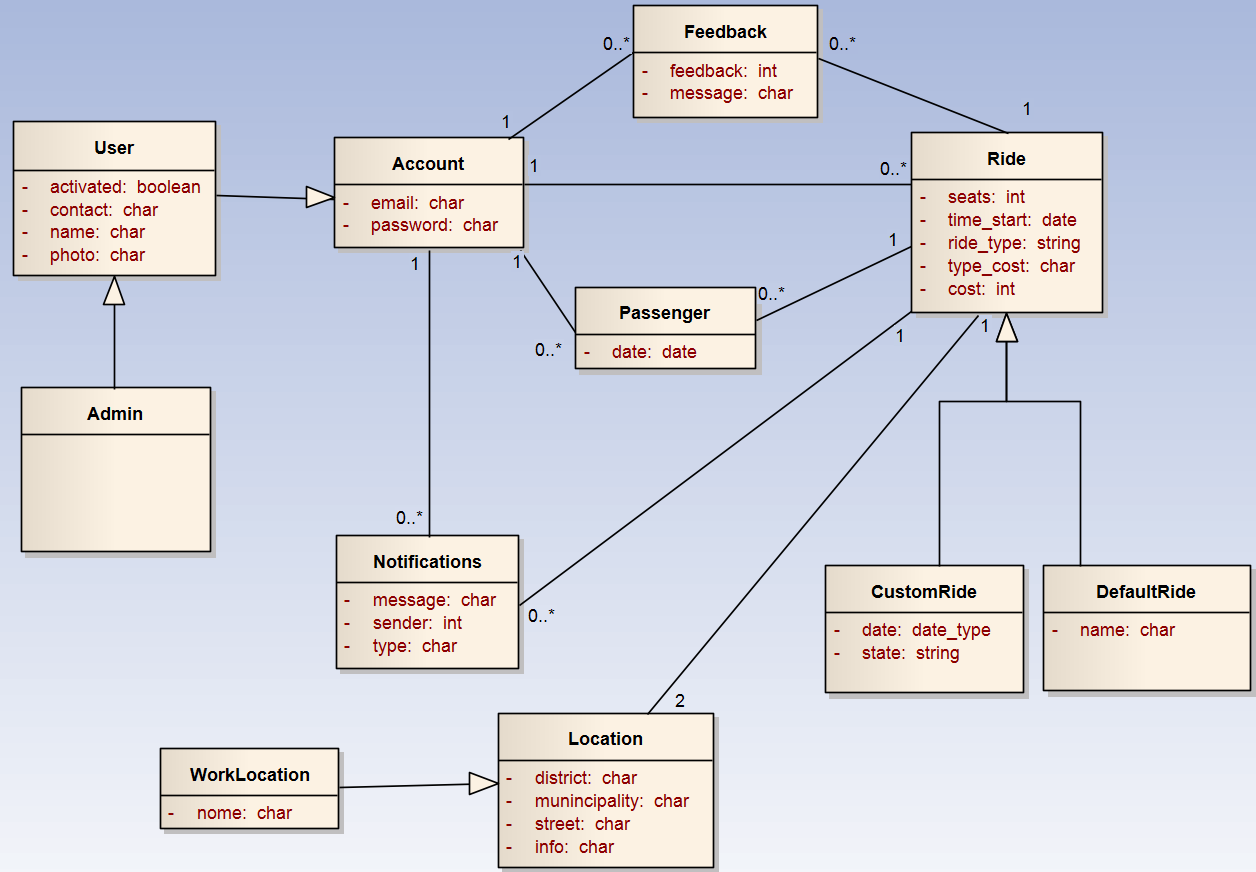 Feedback
- feedback: int
- message: char
0..*
0..*
1
1
User
- activated: boolean
- contact: char
- name: char
- photo: char
Account
- email: char
- password: char
1
0..*
1
1
Ride
- seats: int
- time_start: date
- ride_type: string
- type_cost: char
- cost: int
1
1
1
Passenger
- date: date
0..*
0..*
Admin
0..*
Notifications
- message: char
- sender: int
- type: char
0..*
CustomRide
- date: date_type
- state: string
DefaultRide
- name: char
2
Location
- district: char
- munincipality: char
- street: char
- info: char
WorkLocation
- nome: char